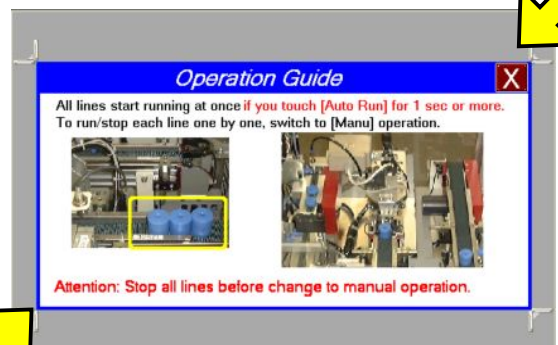 Operation Guide
X
All lines start running at once if you touch [Auto Run] for 1 sec or more.
To run/stop each line one by one, switch to [Manu] operation.
Attention: Stop all lines before change to manual operation.